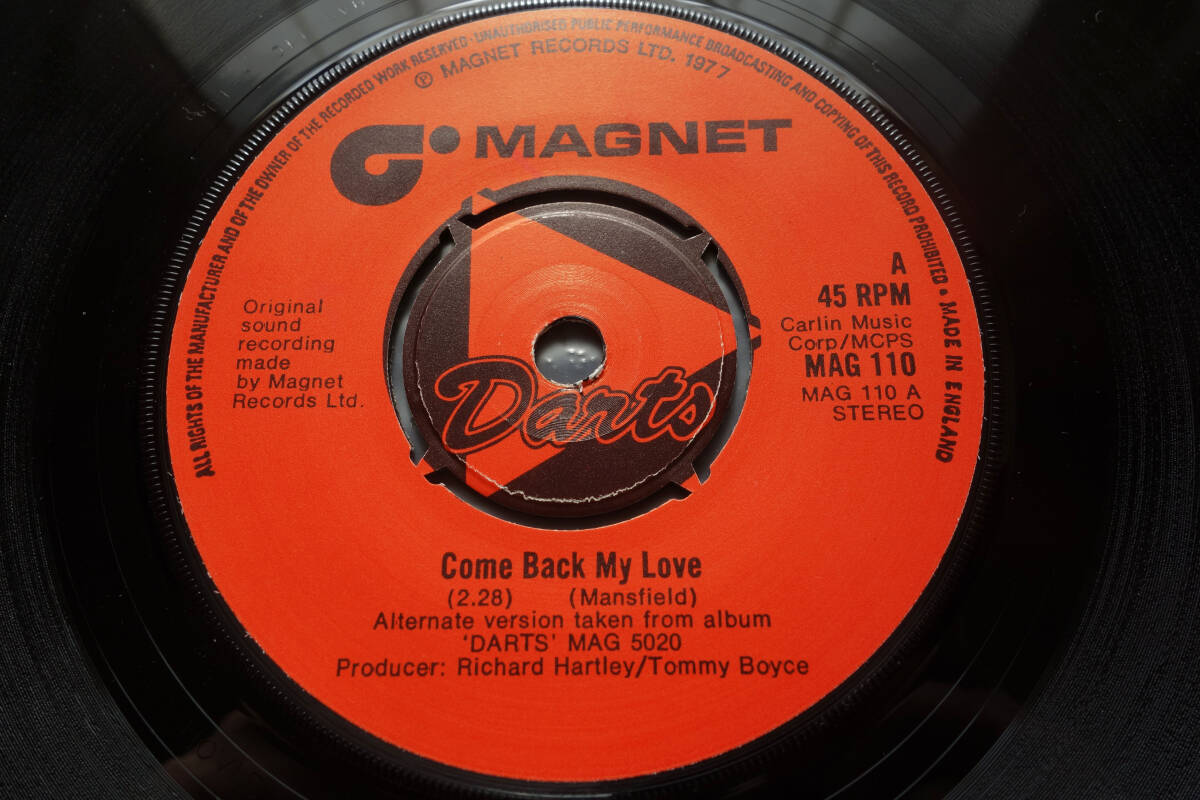 ALL RIGHTS OF THE MANUFACTURER AND OF THE OWNER OF THE RECORDED WORK RESERVED · UNAUTHORISED PUBLIC PERFORMANCE BROADCASTING AND COPYING OF THIS RECORD PROHIBITED • MADE IN ENGLAND
℗ MAGNET RECORDS LTD. 1977
MAGNET
Original
sound
recording
made
by Magnet
Records Ltd.
A
45 RPM
Carlin Music
Corp/MCPS
MAG 110
MAG 110 A
STEREO
Darts
Come Back My Love
(2.28) (Mansfield)
Alternate version taken from album
'DARTS' MAG 5020
Producer: Richard Hartley/Tommy Boyce